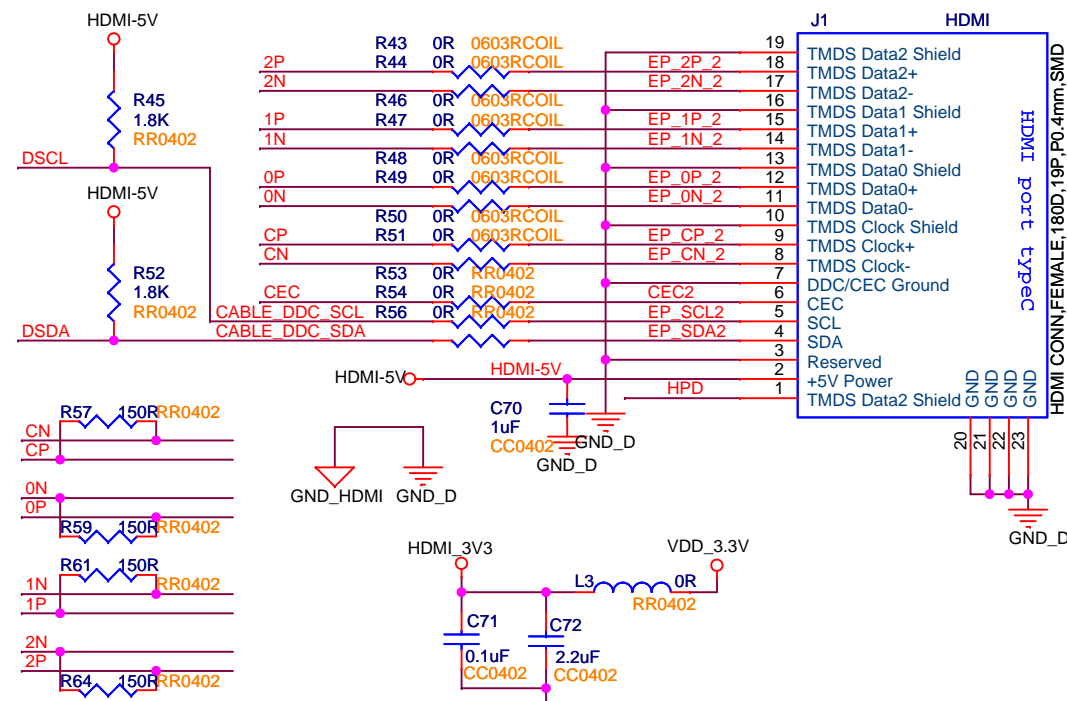 HDMI-5V
R45
1.8K
RR0402
DSCL
HDMI-5V
R52
1.8K
RR0402
DSDA
R43 0R 0603RCOIL
2P R44 0R 0603RCOIL EP_2P_2
2N EP_2N_2
R46 0R 0603RCOIL
1P R47 0R 0603RCOIL EP_1P_2
1N EP_1N_2
R48 0R 0603RCOIL
0P R49 0R 0603RCOIL EP_0P_2
0N EP_0N_2
R50 0R 0603RCOIL
CP R51 0R 0603RCOIL EP_CP_2
CN EP_CN_2
R53 0R RR0402
CEC R54 0R RR0402 CEC2
CABLE_DDC_SCL R56 0R RR0402 EP_SCL2
CABLE_DDC_SDA EP_SDA2
HDMI-5V HDMI-5V
HPD
C70
1uF
CC0402
GND_D
GND_D
J1 HDMI
19 TMDS Data2 Shield
18 TMDS Data2+
17 TMDS Data2-
16 TMDS Data1 Shield
15 TMDS Data1+
14 TMDS Data1-
13 TMDS Data0 Shield
12 TMDS Data0+
11 TMDS Data0-
10 TMDS Clock Shield
9 TMDS Clock+
8 TMDS Clock-
7 DDC/CEC Ground
6 CEC
5 SCL
4 SDA
3 Reserved
2 +5V Power
1 TMDS Data2 Shield
HDMI port typeC
HDMI CONN,FEMALE,180D,19P,P0.4mm,SMD
GND GND GND GND
20 21 22 23
GND_D
R57 150R RR0402
CN
CP
0N
0P
R59 150R RR0402
R61 150R RR0402
1N
1P
2N
2P
R64 150R RR0402
GND_HDMI GND_D
HDMI_3V3 VDD_3.3V
L3 0R
RR0402
C71
0.1uF
CC0402
C72
2.2uF
CC0402